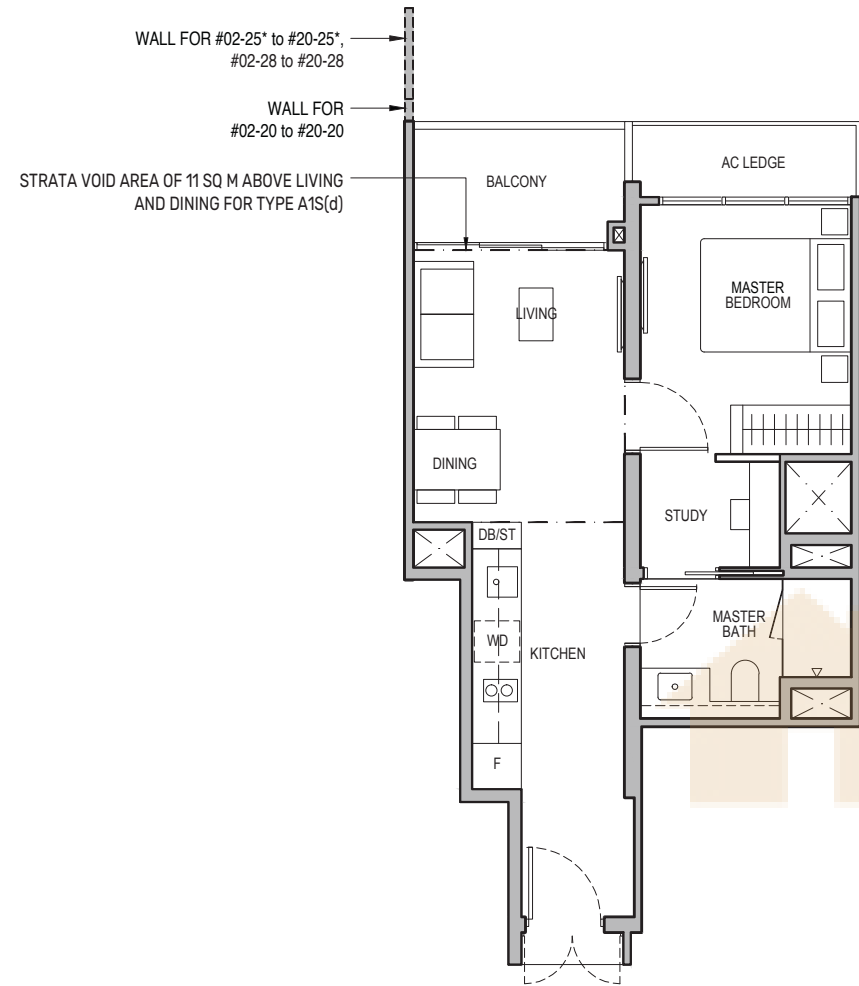 WALL FOR #02-25* to #20-25*,
#02-28 to #20-28
WALL FOR
#02-20 to #20-20
STRATA VOID AREA OF 11 SQ M ABOVE LIVING
AND DINING FOR TYPE A1S(d)
BALCONY
AC LEDGE
LIVING
MASTER
BEDROOM
DINING
STUDY
DB/ST
WD
KITCHEN
MASTER
BATH
F